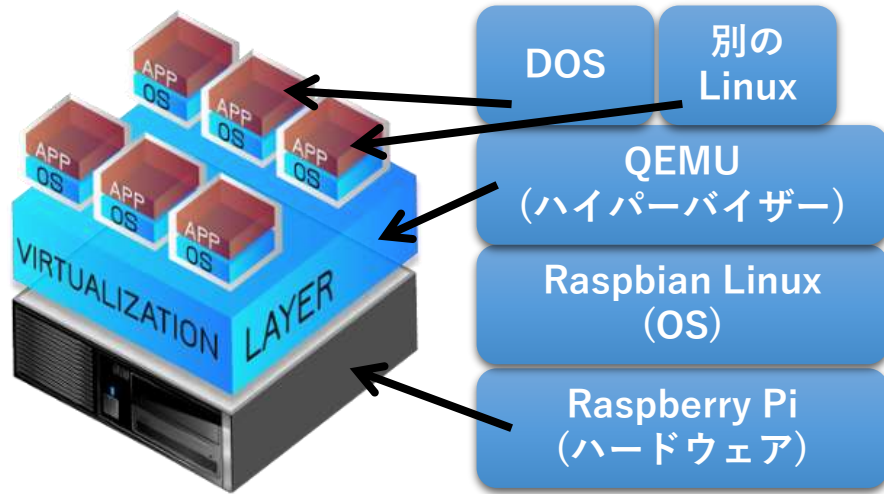 APP
OS
APP
OS
APP
OS
APP
OS
APP
OS
APP
OS
VIRTUALIZATION
LAYER
DOS
別の
Linux
QEMU
(ハイパーバイザー)
Raspbian Linux
(OS)
Raspberry Pi
(ハードウェア)